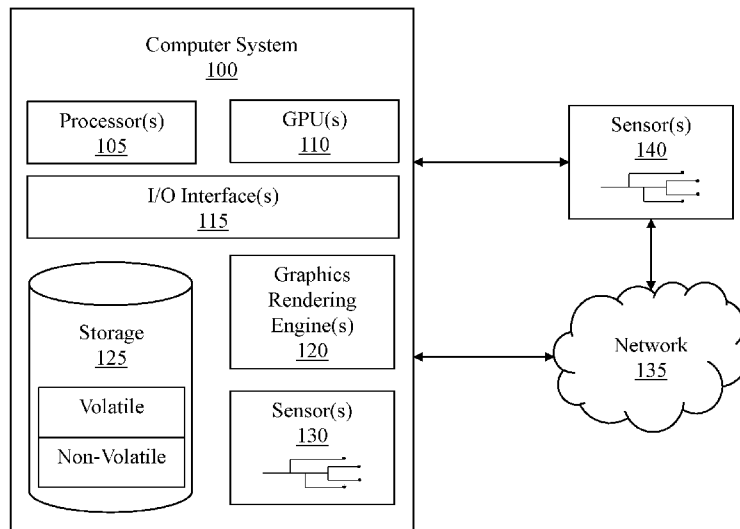 Computer System
100
Processor(s)
105
GPU(s)
110
I/O Interface(s)
115
Storage
125
Volatile
Non-Volatile
Graphics
Rendering
Engine(s)
120
Sensor(s)
130
Sensor(s)
140
Network
135